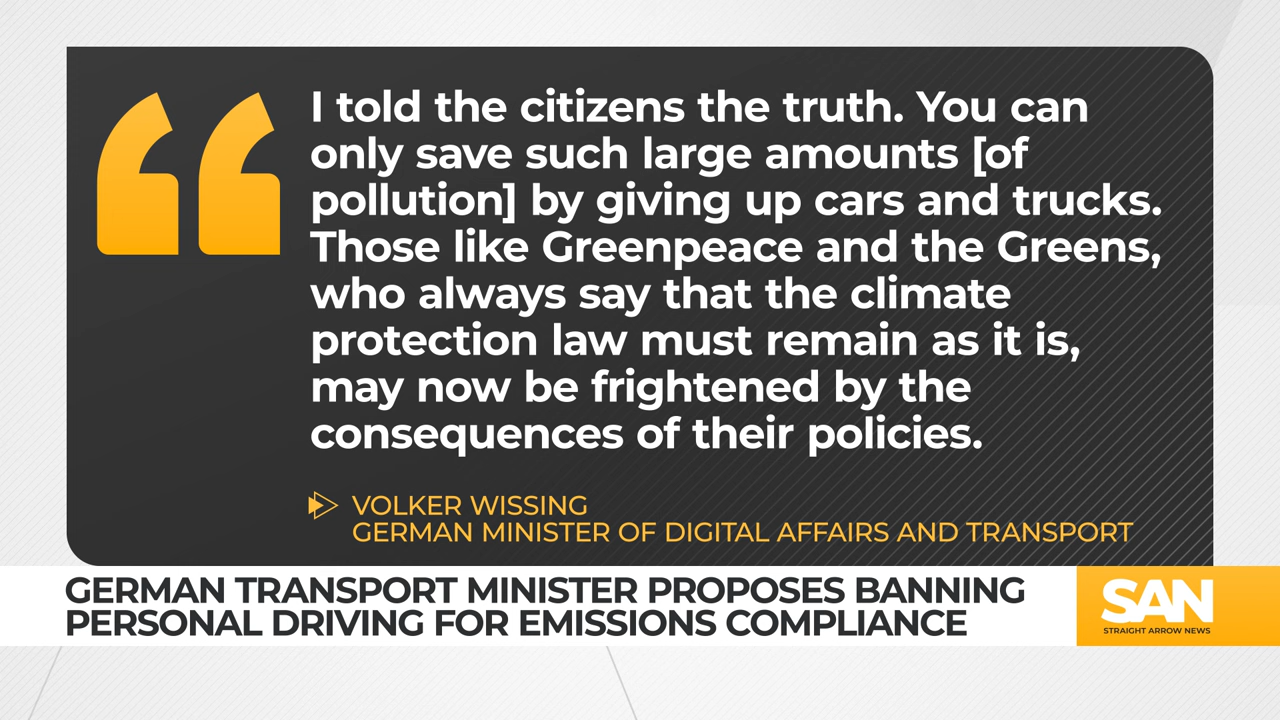 I told the citizens the truth. You can
only save such large amounts [of
pollution] by giving up cars and trucks.
Those like Greenpeace and the Greens,
who always say that the climate
protection law must remain as it is,
may now be frightened by the
consequences of their policies.
VOLKER WISSING
GERMAN MINISTER OF DIGITAL AFFAIRS AND TRANSPORT
GERMAN TRANSPORT MINISTER PROPOSES BANNING
PERSONAL DRIVING FOR EMISSIONS COMPLIANCE
SAN
STRAIGHT ARROW NEWS